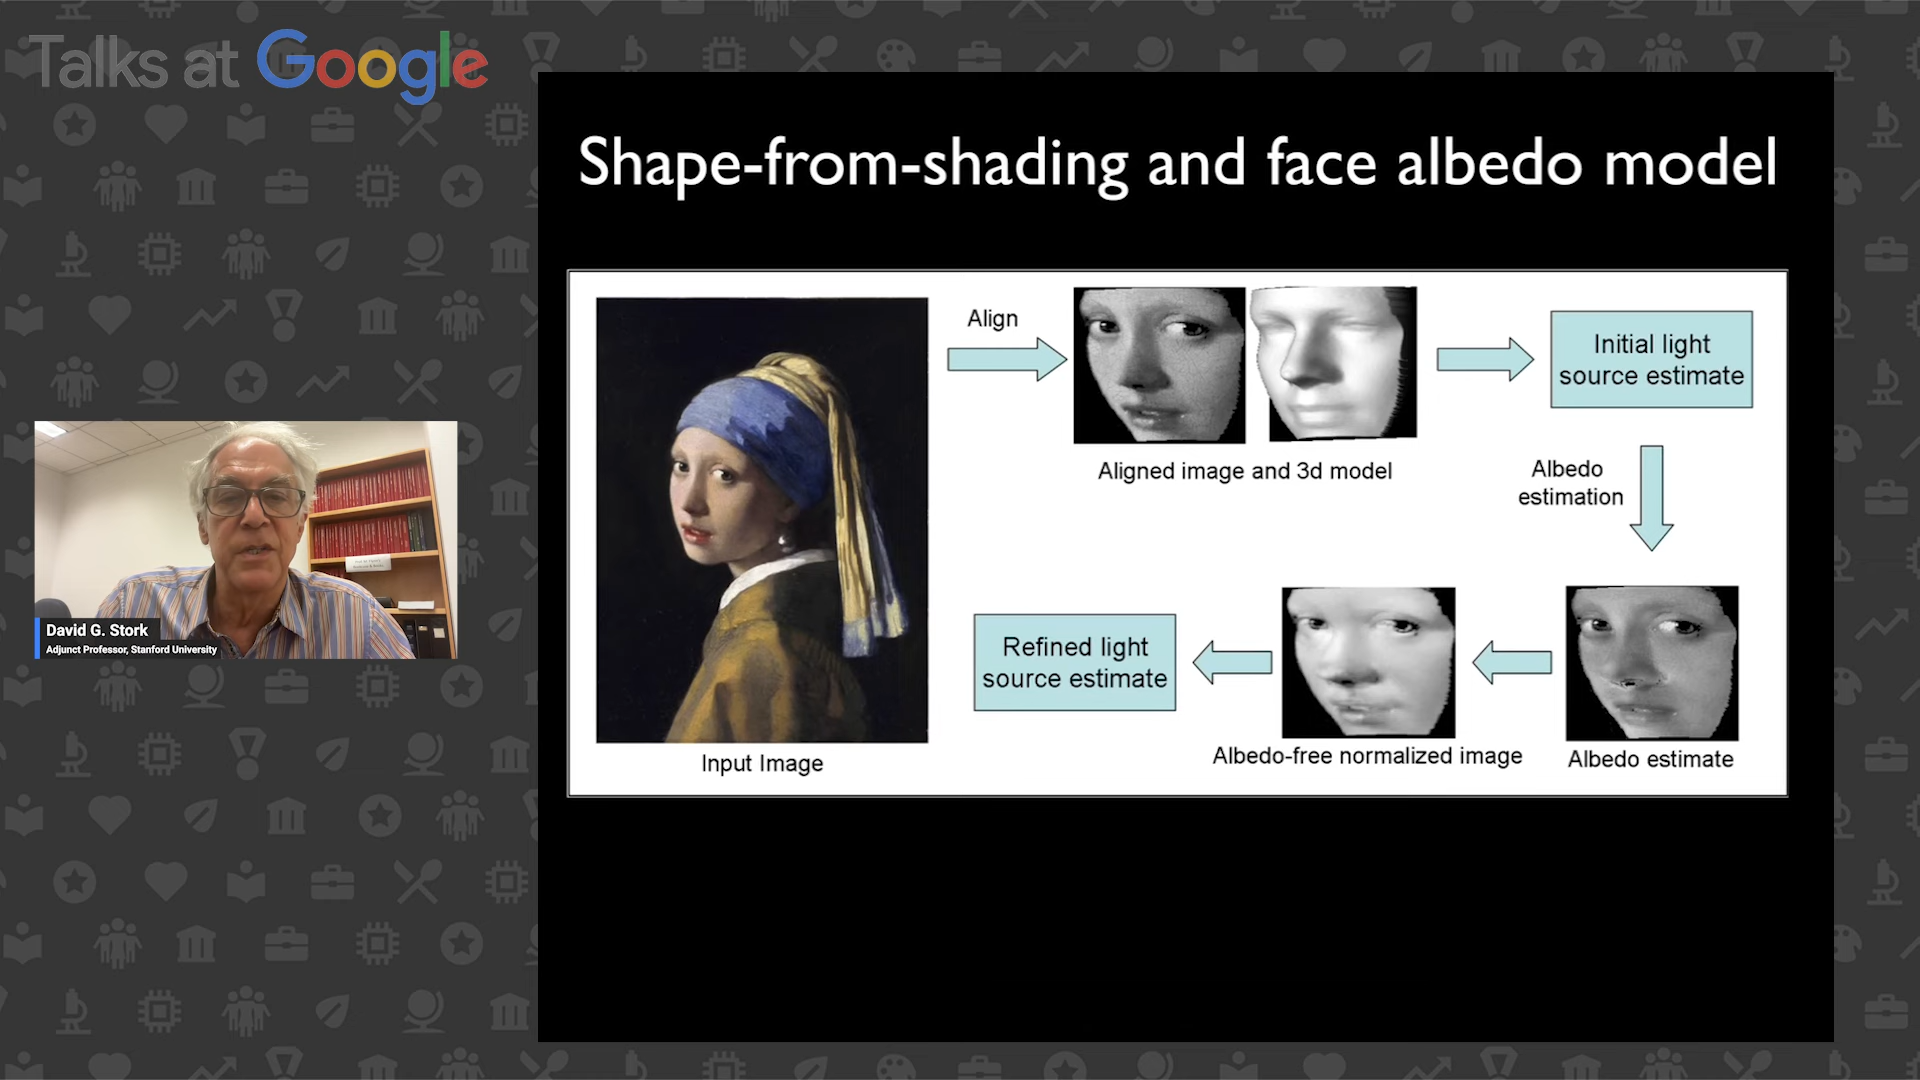 Talks at Google
Shape-from-shading and face albedo model
Align
Initial light
source estimate
Aligned image and 3d model
Albedo
estimation
Refined light
source estimate
Input Image
Albedo-free normalized image
Albedo estimate
David G. Stork
Adjunct Professor, Stanford University